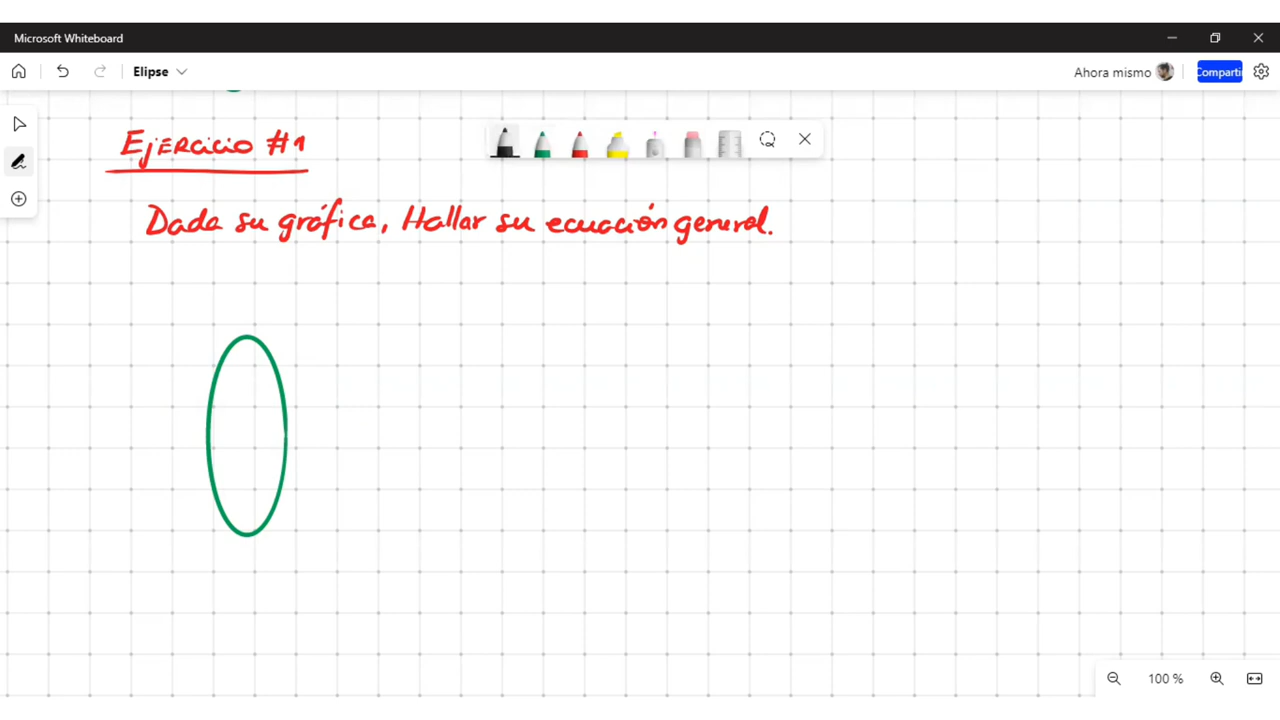 Microsoft Whiteboard
Elipse
Ahora mismo
Comparti
Ejercicio #1
Dada su gráfica, Hallar su ecuación general.
100 %